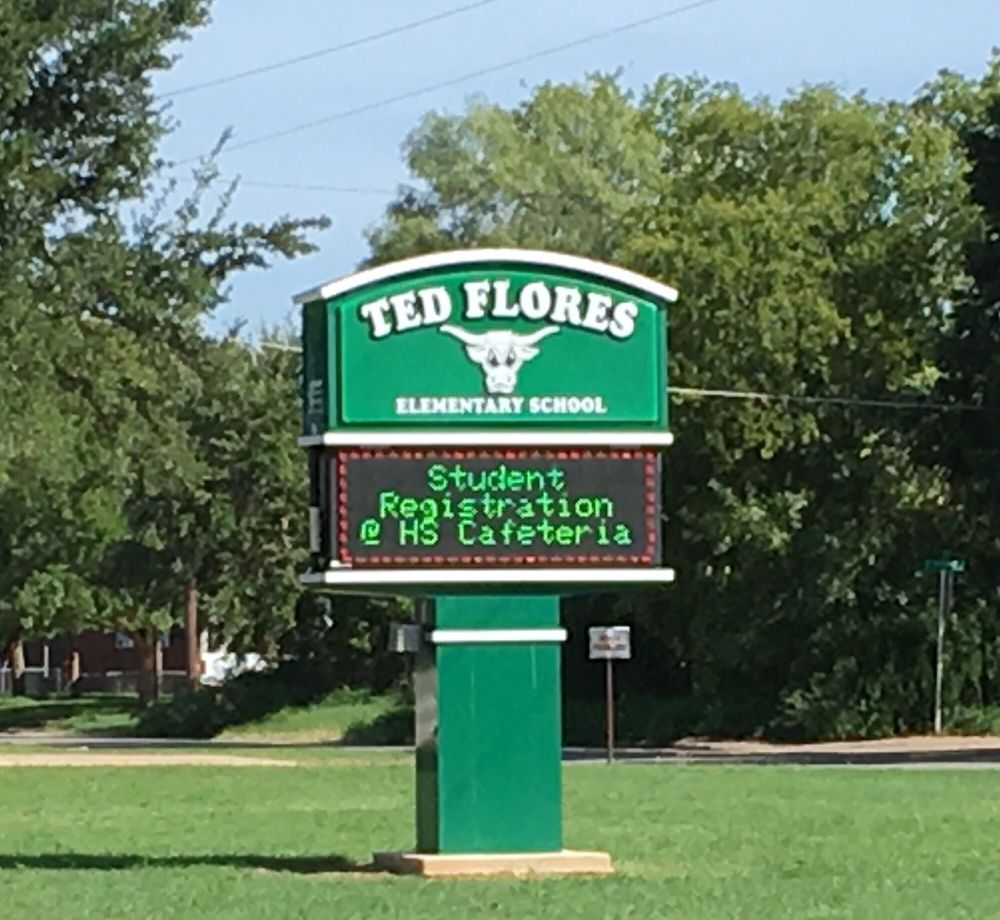 TED FLORES
ELEMENTARY SCHOOL
Student
Registration
@ HS Cafeteria